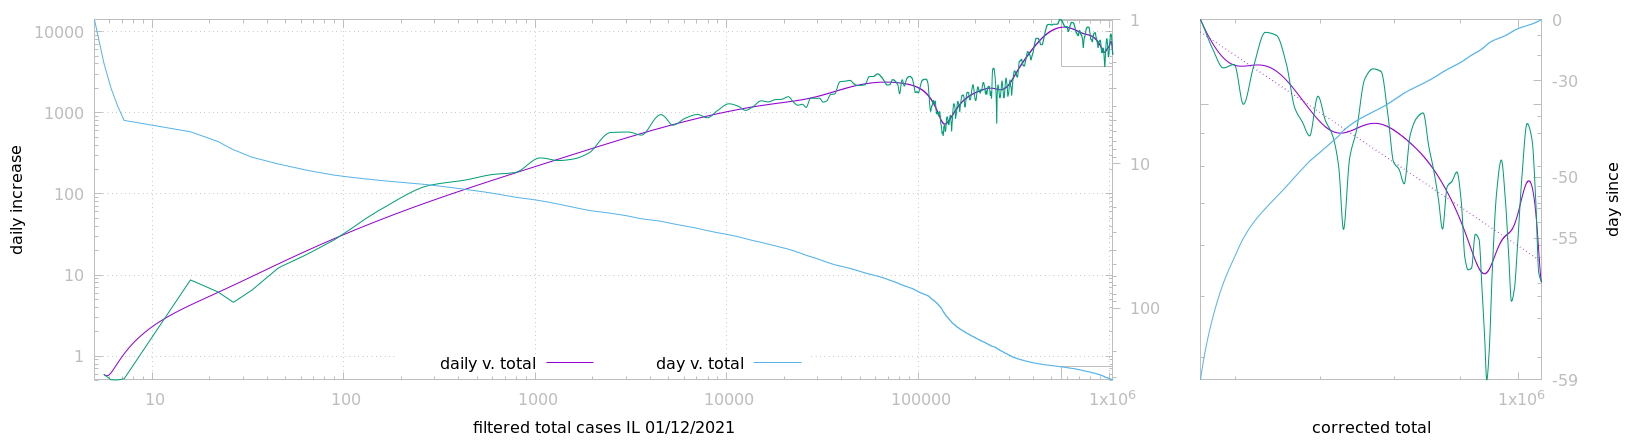 10000
1000
100
10
1
daily increase
10
100
1000
10000
100000
1x10^6
filtered total cases IL 01/12/2021
daily v. total
day v. total
1
10
100
0
-30
-50
-55
-59
day since
1x10^6
corrected total